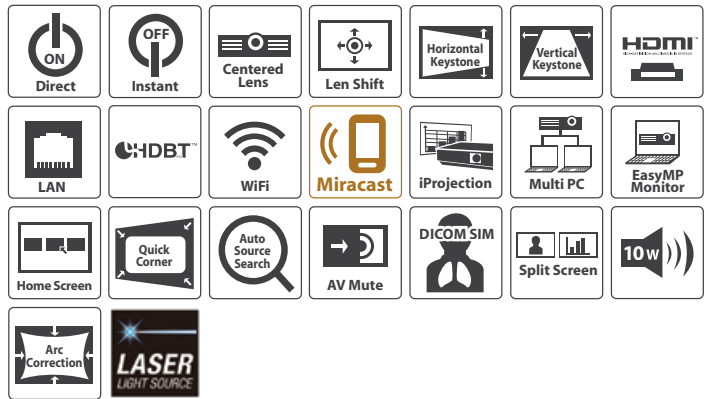 ON
Direct
OFF
Instant
Centered
Lens
Len Shift
Horizontal
Keystone
Vertical
Keystone
HDMI
LAN
HDBT™
WiFi
Miracast
iProjection
Multi PC
EasyMP
Monitor
Home Screen
Quick
Corner
Auto
Source
Search
AV Mute
DICOM SIM
Split Screen
10 W
Arc
Correction
LASER
LIGHT SOURCE